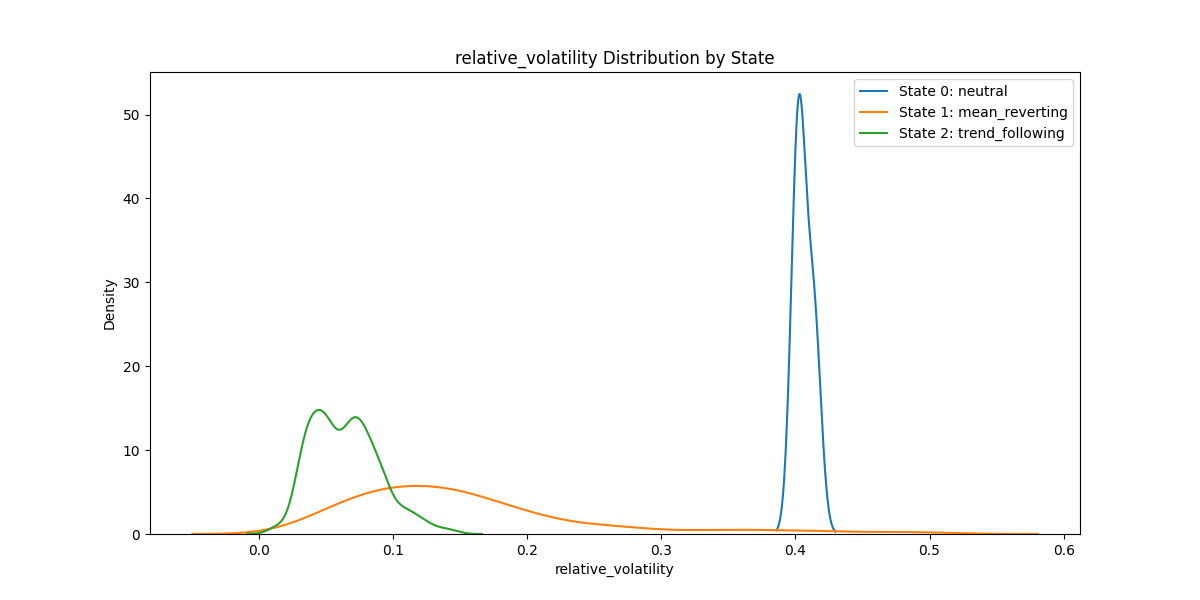 relative_volatility Distribution by State
State 0: neutral
State 1: mean_reverting
State 2: trend_following
Density
50
40
30
20
10
0
0.0 0.1 0.2 0.3 0.4 0.5 0.6
relative_volatility